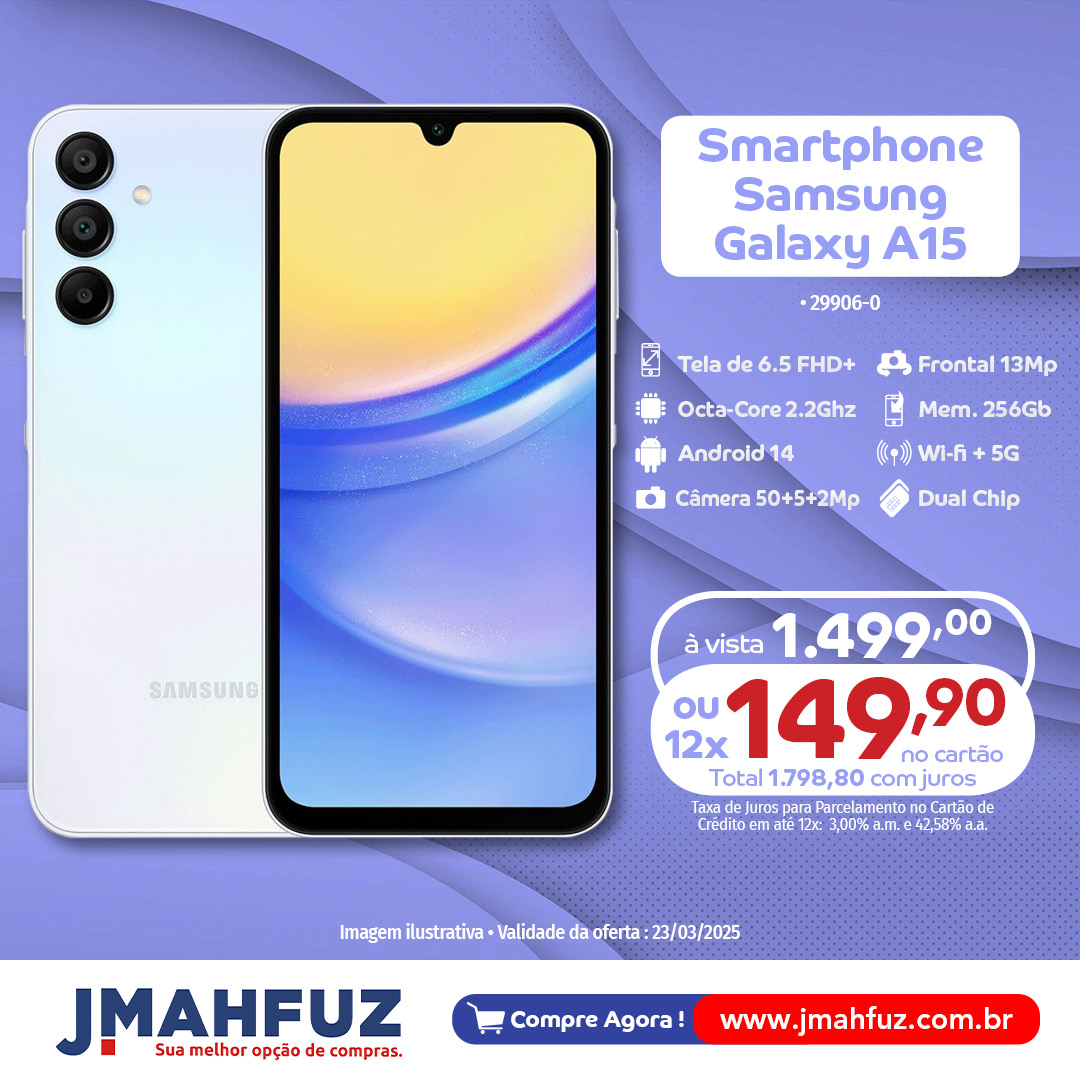 Smartphone
Samsung
Galaxy A15
• 29906-0
Tela de 6.5 FHD+
Frontal 13Mp
Octa-Core 2.2Ghz
Mem. 256Gb
Android 14
Wi-fi + 5G
Câmera 50+5+2Mp
Dual Chip
SAMSUNG
à vista 1.499,00
ou 12x 149,90 no cartão
Total 1.798,80 com juros
Taxa de Juros para Parcelamento no Cartão de
Crédito em até 12x: 3,00% a.m. e 42,58% a.a.
Imagem ilustrativa • Validade da oferta : 23/03/2025
JMAHFUZ
Sua melhor opção de compras.
Compre Agora !
www.jmahfuz.com.br